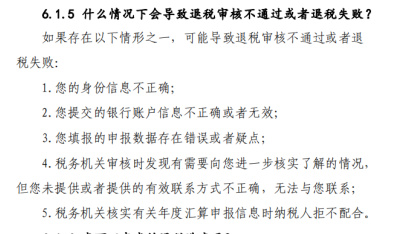 6.1.5 什么情况下会导致退税审核不通过或者退税失败？
如果存在以下情形之一，可能导致退税审核不通过或者退
税失败：
1.您的身份信息不正确；
2.您提交的银行账户信息不正确或者无效；
3.您填报的申报数据存在错误或者疑点；
4.税务机关审核时发现有需要向您进一步核实了解的情况，
但您未提供或者提供的有效联系方式不正确，无法与您联系；
5.税务机关核实有关年度汇算申报信息时纳税人拒不配合。